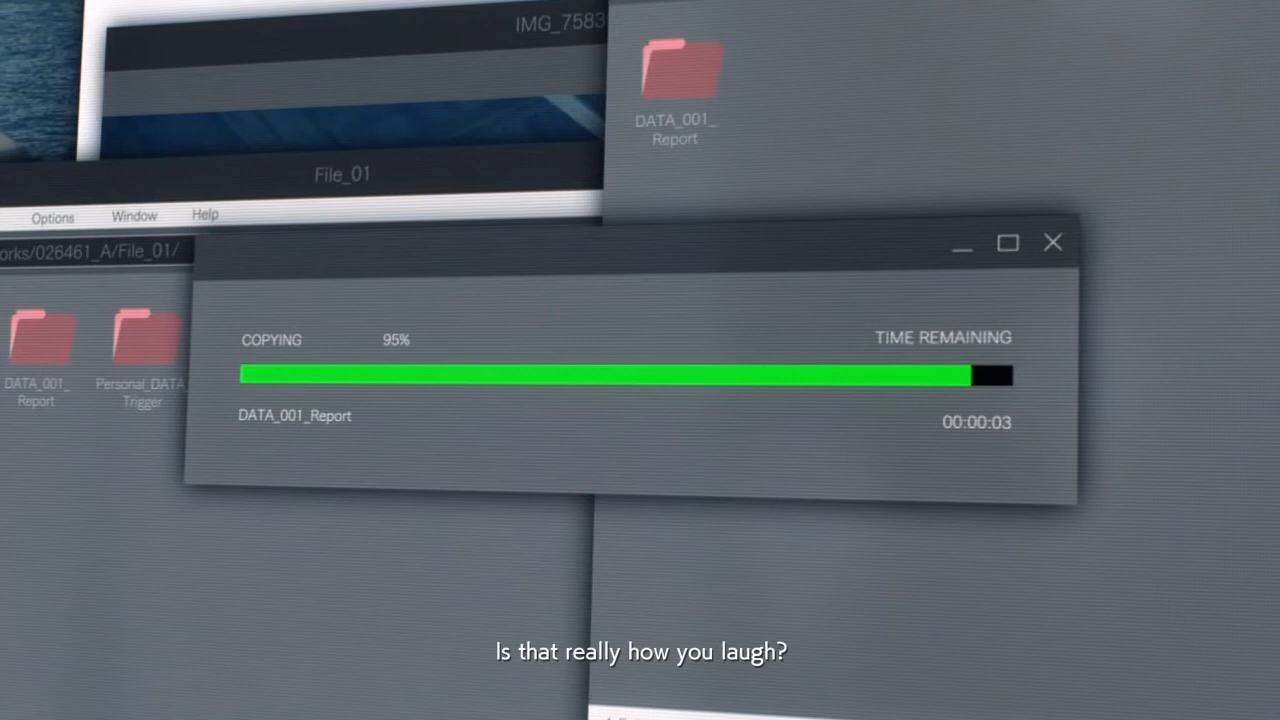 IMG_7583
DATA_001_
Report
File_01
Options
Window
Help
orks/026461_A/File_01/
COPYING
95%
TIME REMAINING
DATA_001_Report
00:00:03
DATA_001_
Report
Personal_DATA
Trigger
Is that really how you laugh?